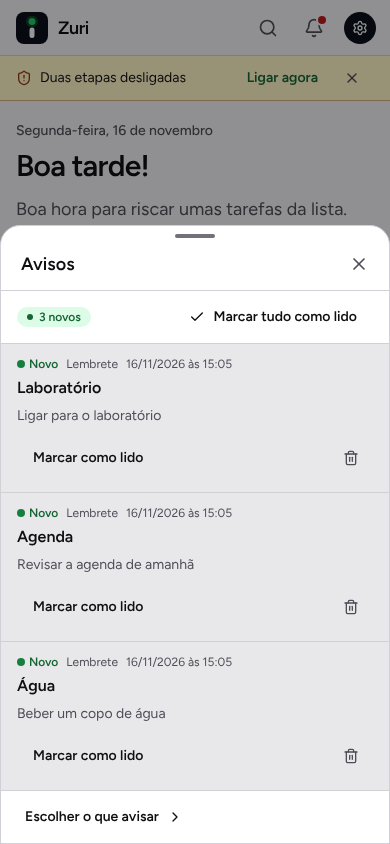 Zuri
Duas etapas desligadas
Ligar agora
Segunda-feira, 16 de novembro
Boa tarde!
Boa hora para riscar umas tarefas da lista.
Avisos
3 novos
Marcar tudo como lido
Novo Lembrete 16/11/2026 às 15:05
Laboratório
Ligar para o laboratório
Marcar como lido
Novo Lembrete 16/11/2026 às 15:05
Agenda
Revisar a agenda de amanhã
Marcar como lido
Novo Lembrete 16/11/2026 às 15:05
Água
Beber um copo de água
Marcar como lido
Escolher o que avisar